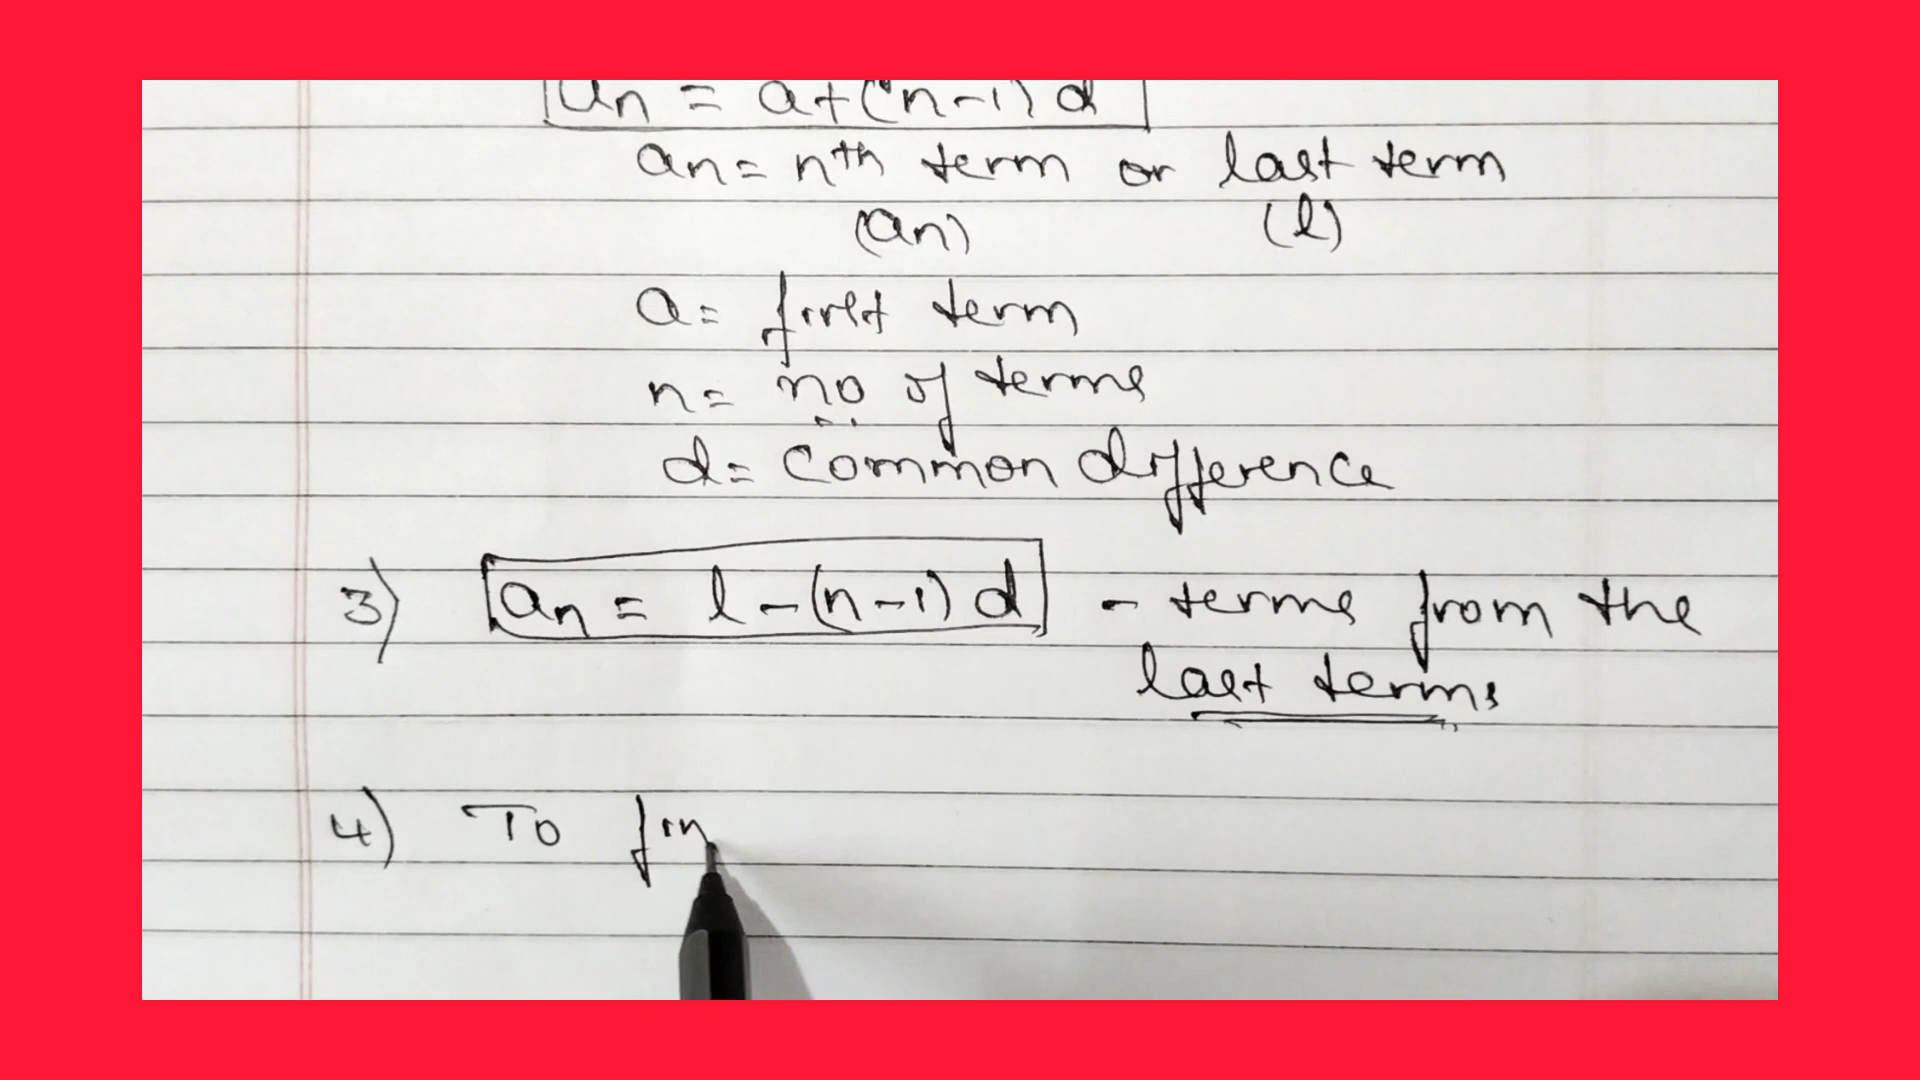 an = a+(n-1) d
an = nth term or last term
(an) (l)
a = first term
n = no of terms
d = common difference
3) an = l - (n-1) d - terms from the
last terms
4) To fin